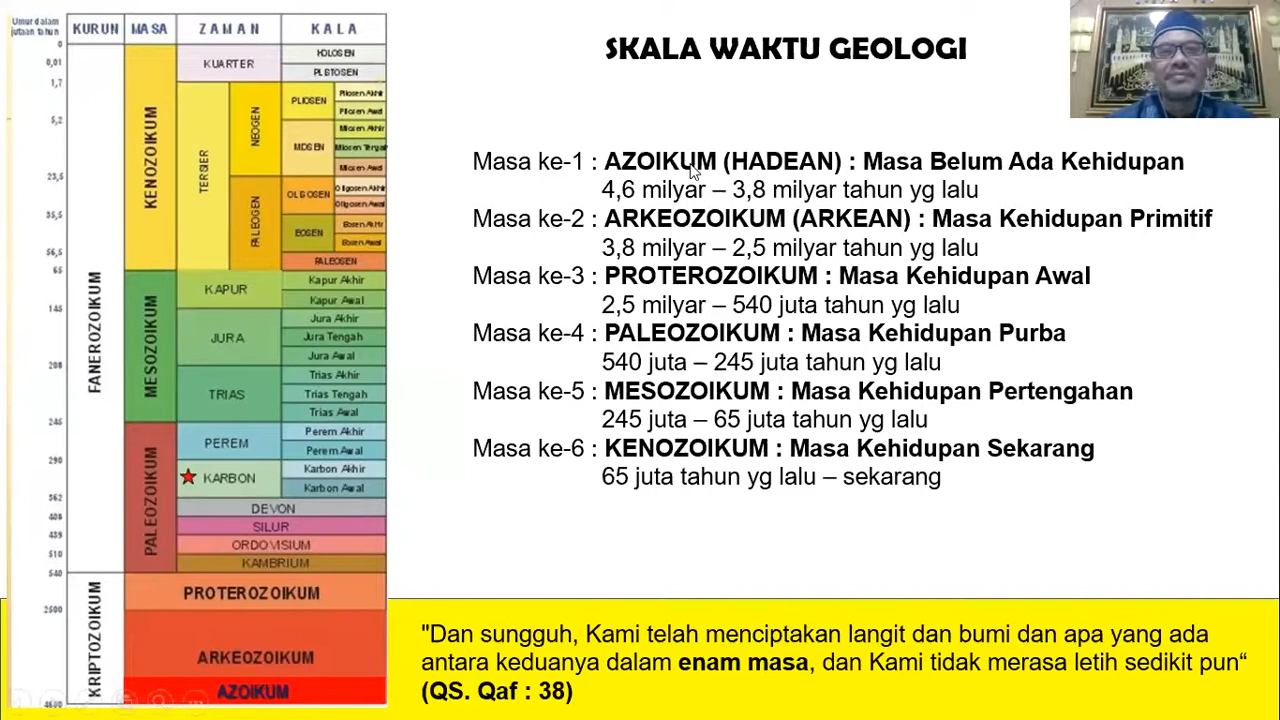 Umur dalam
jutaan tahun
KURUN
MASA
ZAMAN
KALA
0
0,01
1,7
5,2
23,5
35,5
56,5
65
145
208
245
290
362
408
439
510
540
2500
4600
FANEROZOIKUM
KRIPTOZOIKUM
KENOZOIKUM
MESOZOIKUM
PALEOZOIKUM
KUARTER
TERSIER
NEOGEN
PALEOGEN
HOLOSEN
PLISTOSEN
PLIOSEN
Pliosen Akhir
Pliosen Awal
MIOSEN
Miosen Akhir
Miosen Tengah
Miosen Awal
OLIGOSEN
Oligosen Akhir
Oligosen Awal
EOSEN
Eosen Akhir
Eosen Awal
PALEOSEN
KAPUR
Kapur Akhir
Kapur Awal
JURA
Jura Akhir
Jura Tengah
Jura Awal
TRIAS
Trias Akhir
Trias Tengah
Trias Awal
PEREM
Perem Akhir
Perem Awal
KARBON
Karbon Akhir
Karbon Awal
DEVON
SILUR
ORDOVISIUM
KAMBRIUM
PROTEROZOIKUM
ARKEOZOIKUM
AZOIKUM
SKALA WAKTU GEOLOGI
Masa ke-1 : AZOIKUM (HADEAN) : Masa Belum Ada Kehidupan
4,6 milyar – 3,8 milyar tahun yg lalu
Masa ke-2 : ARKEOZOIKUM (ARKEAN) : Masa Kehidupan Primitif
3,8 milyar – 2,5 milyar tahun yg lalu
Masa ke-3 : PROTEROZOIKUM : Masa Kehidupan Awal
2,5 milyar – 540 juta tahun yg lalu
Masa ke-4 : PALEOZOIKUM : Masa Kehidupan Purba
540 juta – 245 juta tahun yg lalu
Masa ke-5 : MESOZOIKUM : Masa Kehidupan Pertengahan
245 juta – 65 juta tahun yg lalu
Masa ke-6 : KENOZOIKUM : Masa Kehidupan Sekarang
65 juta tahun yg lalu – sekarang
"Dan sungguh, Kami telah menciptakan langit dan bumi dan apa yang ada
antara keduanya dalam enam masa, dan Kami tidak merasa letih sedikit pun“
(QS. Qaf : 38)